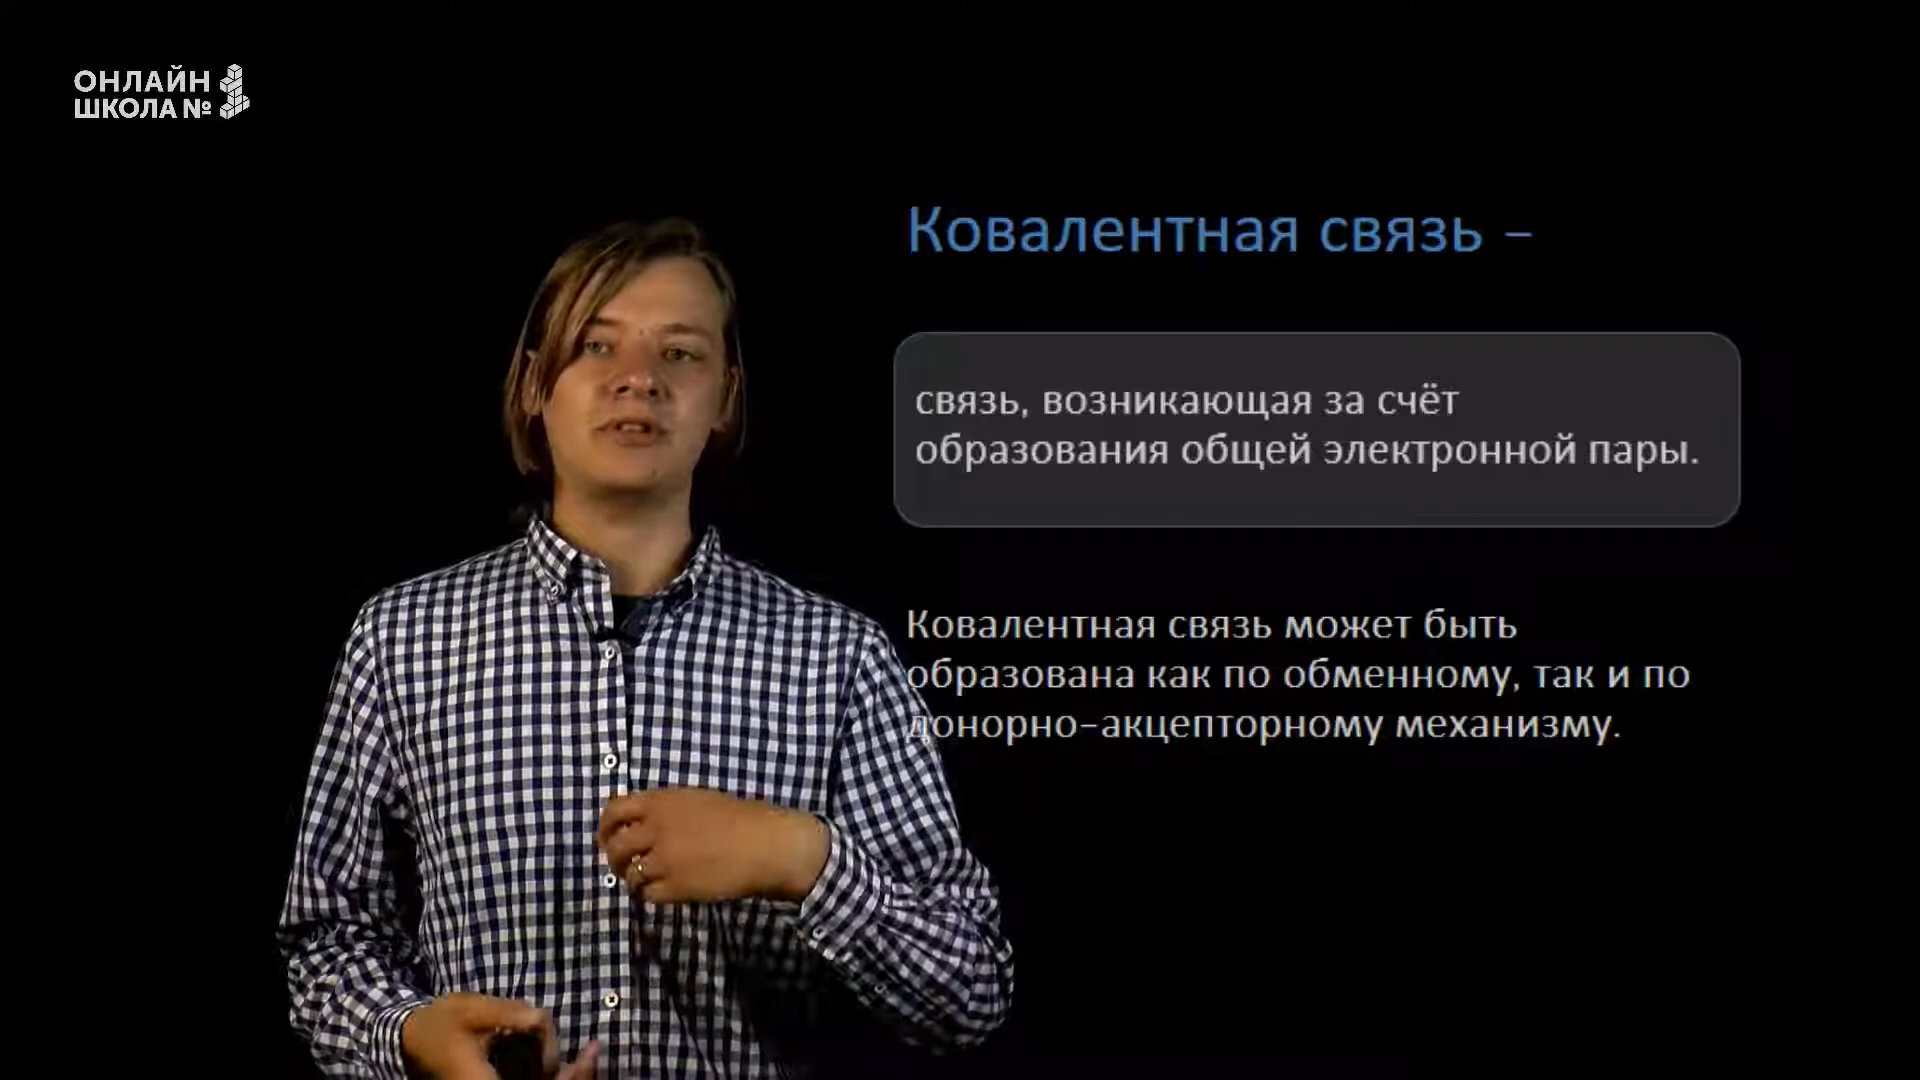 ОНЛАЙН
ШКОЛА №1
Ковалентная связь –
связь, возникающая за счёт
образования общей электронной пары.
Ковалентная связь может быть
образована как по обменному, так и по
донорно-акцепторному механизму.